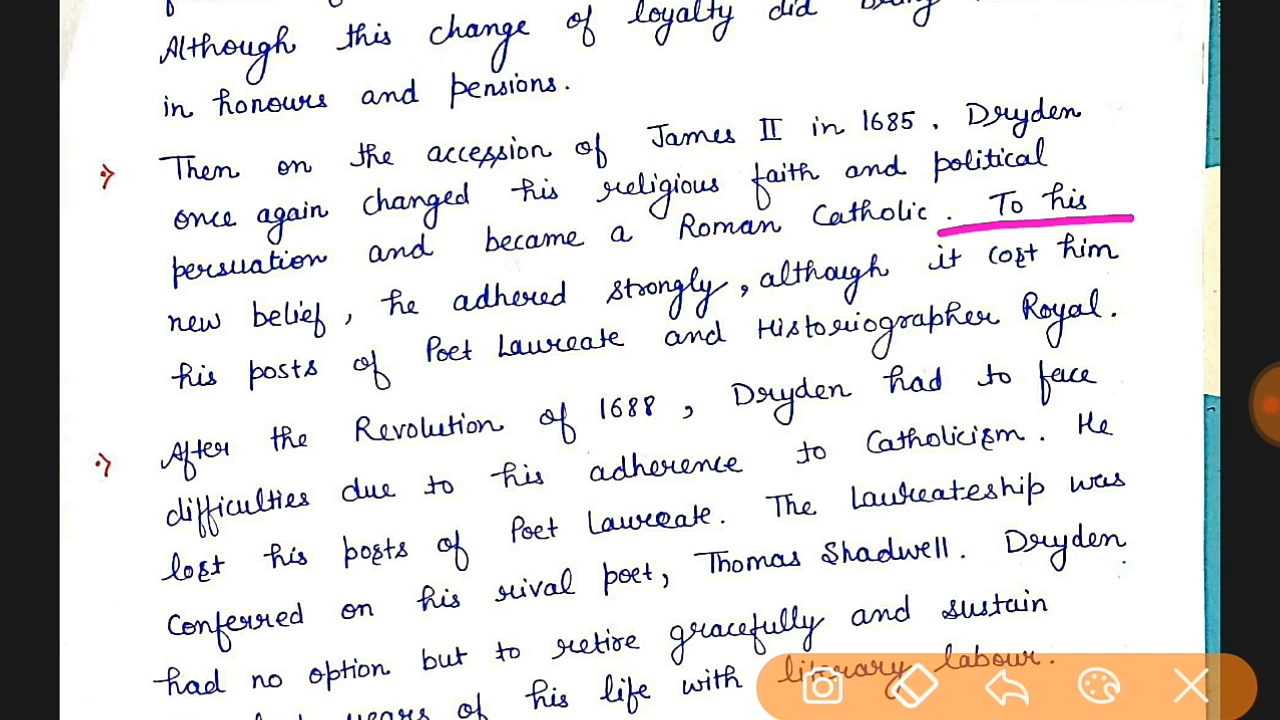 Although this change of loyalty did
in honours and pensions.
Then on the accession of James II in 1685. Dryden
once again changed his religious faith and political
persuation and became a Roman Catholic. To his
new belief, he adhered strongly, although it cost him
his posts of Poet Laureate and Historiographer Royal.
After the Revolution of 1688, Dryden had to face
difficulties due to his adherence to Catholicism. He
lost his posts of Poet Laureate. The Laureateship was
conferred on his rival poet, Thomas Shadwell. Dryden
had no option but to retire gracefully and sustain
years of his life with literary labour.